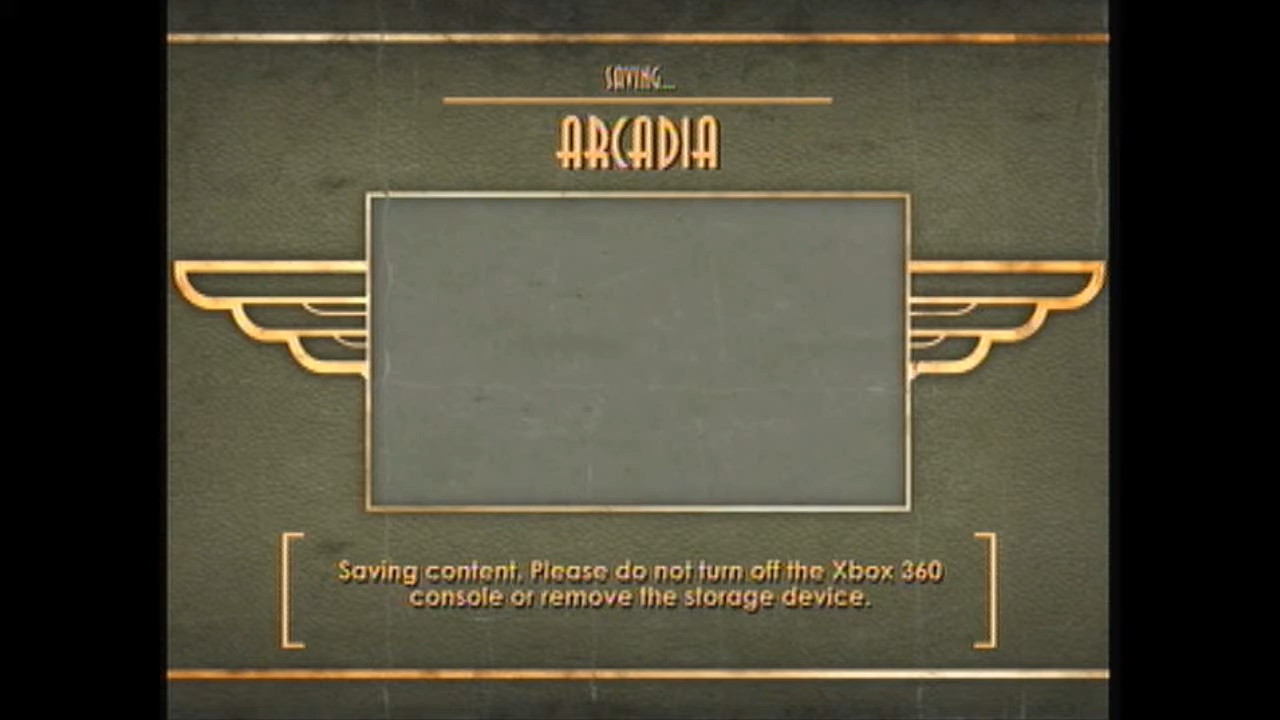 SAVING...
ARCADIA
Saving content. Please do not turn off the Xbox 360
console or remove the storage device.